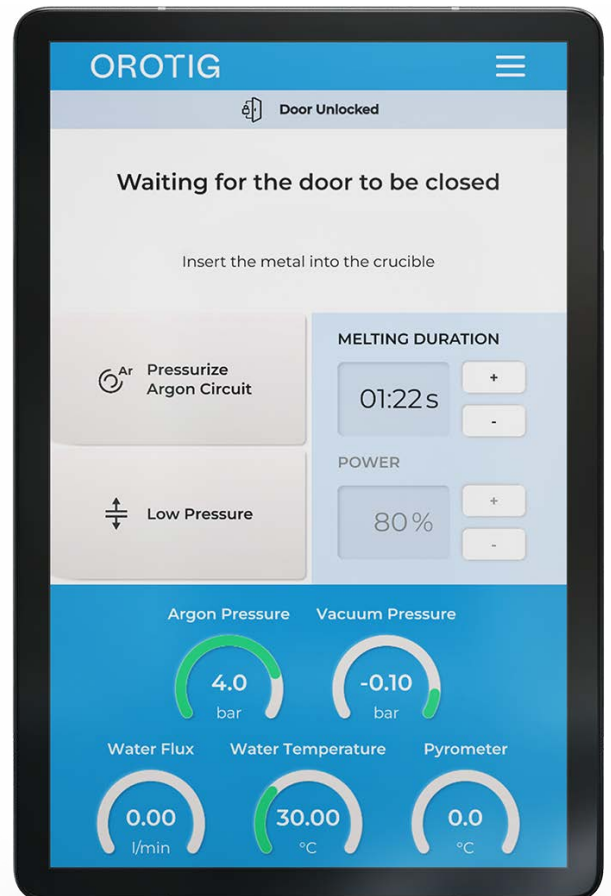 OROTIG
Door Unlocked
Waiting for the door to be closed
Insert the metal into the crucible
Ar
Pressurize
Argon Circuit
Low Pressure
MELTING DURATION
01:22 s
+
-
POWER
80 %
+
-
Argon Pressure
Vacuum Pressure
4.0
bar
-0.10
bar
Water Flux
Water Temperature
Pyrometer
0.00
l/min
30.00
°C
0.0
°C